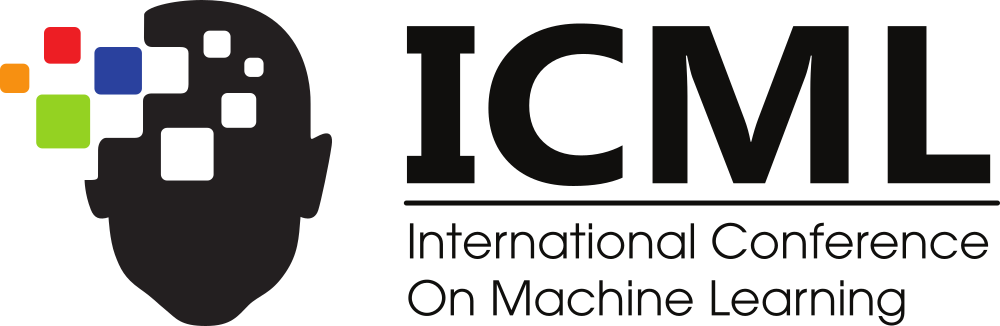 ICML
International Conference
On Machine Learning